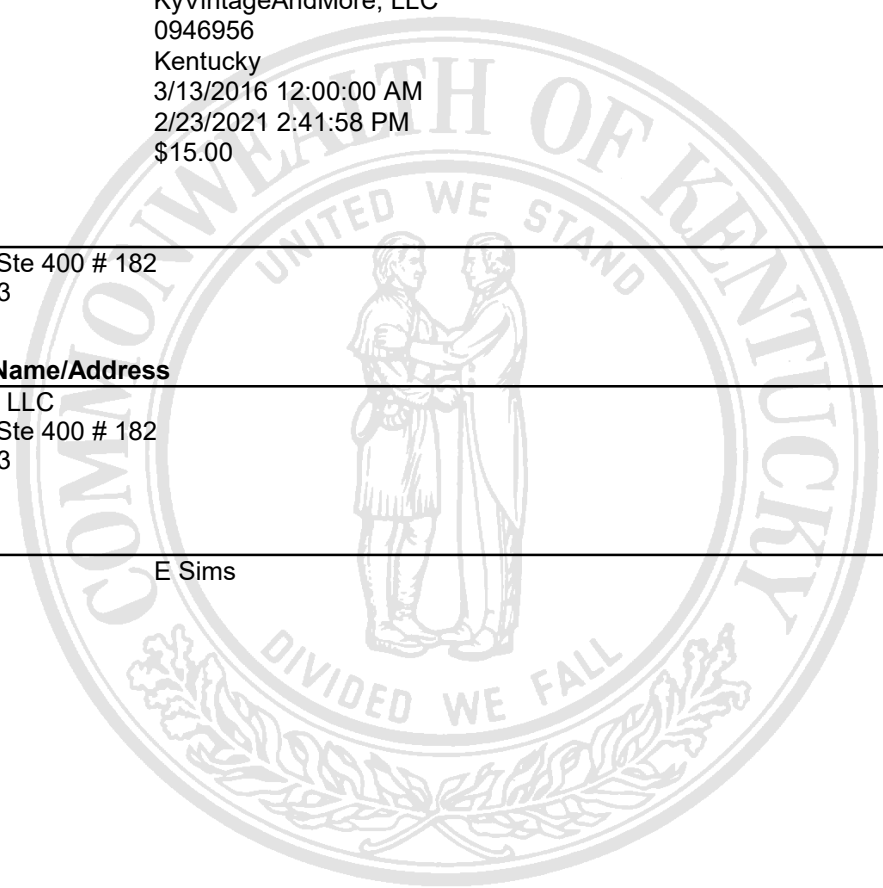 KyVintageAndMore, LLC
0946956
Kentucky
3/13/2016 12:00:00 AM
2/23/2021 2:41:58 PM
$15.00
COMMONWEALTH OF KENTUCKY
UNITED WE STAND
Ste 400 # 182
3
Name/Address
LLC
Ste 400 # 182
3
E Sims
DIVIDED WE FALL